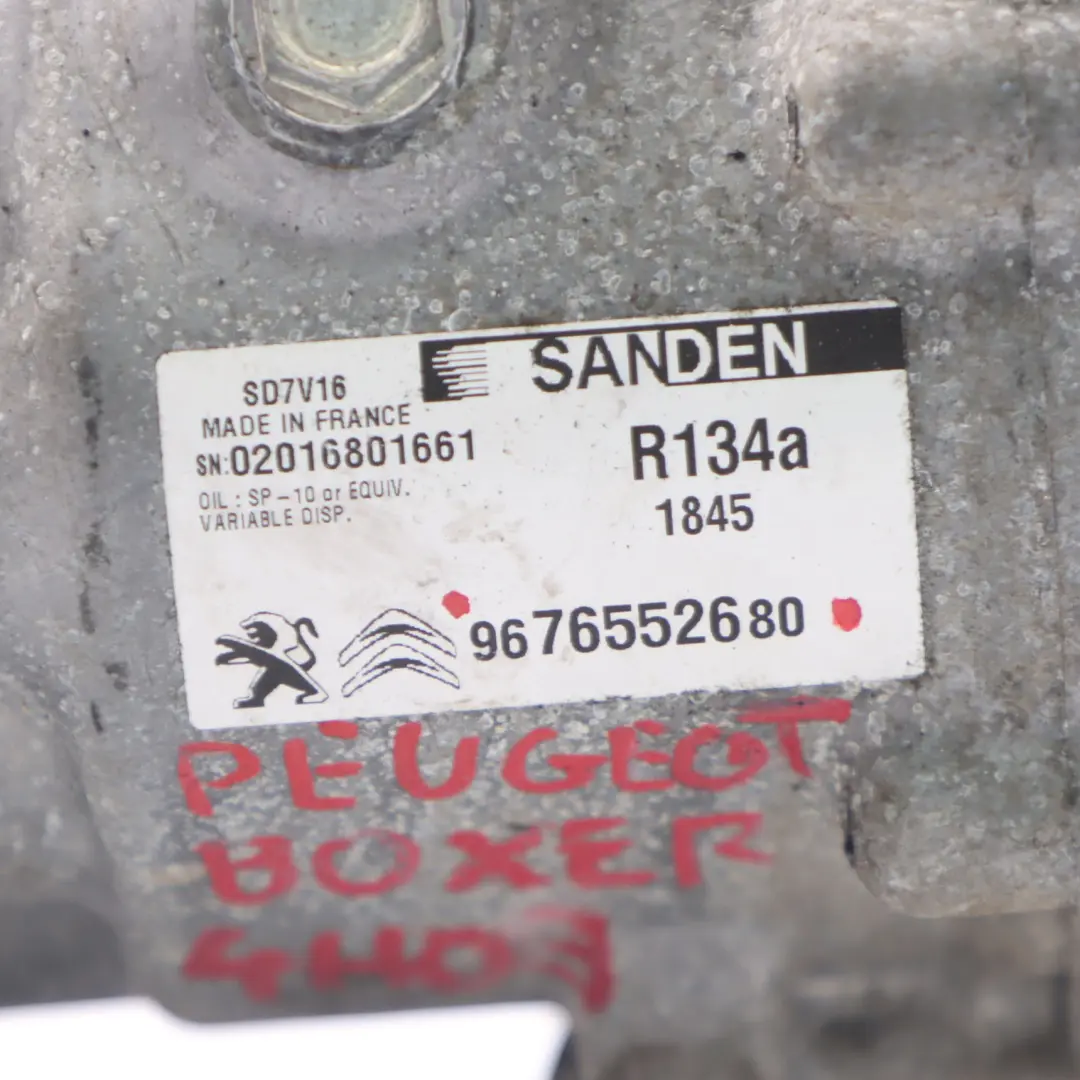 SANDEN
SD7V16
MADE IN FRANCE
SN:02016801661
OIL : SP-10 or EQUIV.
VARIABLE DISP.
R134a
1845
9676552680
PEUGEOT
BOXER